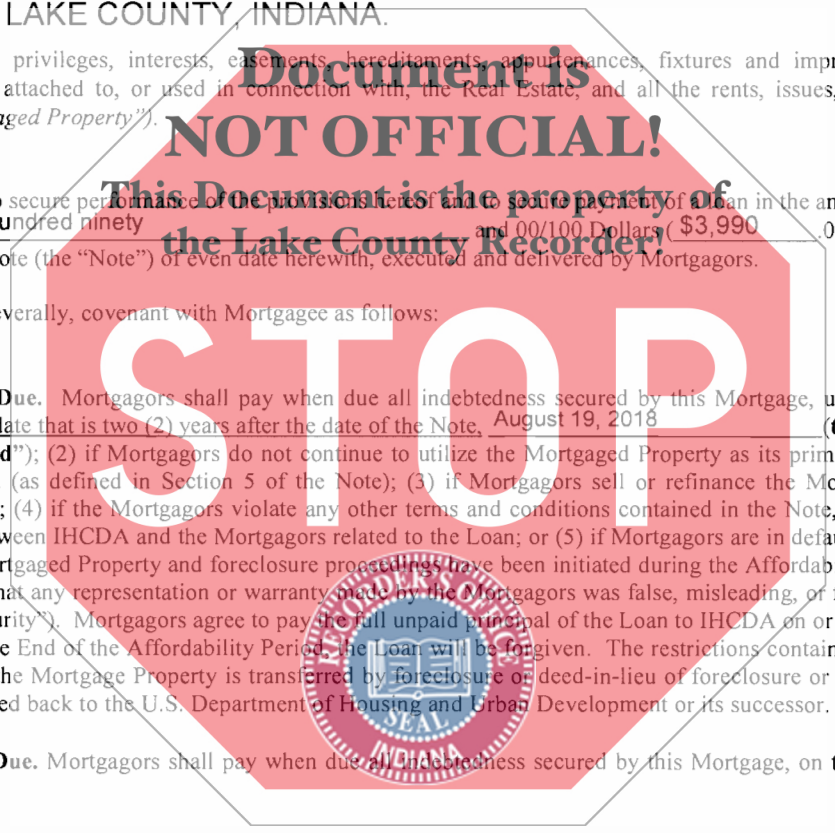 LAKE COUNTY, INDIANA.
privileges, interests, easements, hereditaments, appurtenances, fixtures and impr
Document is
attached to, or used in connection with, the Real Estate, and all the rents, issues,
aged Property").
NOT OFFICIAL!
This Document is the property of
o secure performance of the provisions hereof and to secure payment of a loan in the an
undred ninety and 00/100 Dollars ( $3,990 .0
the Lake County Recorder!
ote (the “Note”) of even date herewith, executed and delivered by Mortgagors.
everally, covenant with Mortgagee as follows:
STOP
Due. Mortgagors shall pay when due all indebtedness secured by this Mortgage, u
late that is two (2) years after the date of the Note, August 19, 2018 (t
d”); (2) if Mortgagors do not continue to utilize the Mortgaged Property as its prim
(as defined in Section 5 of the Note); (3) if Mortgagors sell or refinance the Mo
; (4) if the Mortgagors violate any other terms and conditions contained in the Note,
ween IHCDA and the Mortgagors related to the Loan; or (5) if Mortgagors are in defau
rtgaged Property and foreclosure proceedings have been initiated during the Affordab
hat any representation or warranty made by the Mortgagors was false, misleading, or
urity”). Mortgagors agree to pay the full unpaid principal of the Loan to IHCDA on or
e End of the Affordability Period, the Loan will be forgiven. The restrictions contain
he Mortgage Property is transferred by foreclosure or deed-in-lieu of foreclosure or
ed back to the U.S. Department of Housing and Urban Development or its successor.
RECORDER'S OFFICE
SEAL
INDIANA
Due. Mortgagors shall pay when due all indebtedness secured by this Mortgage, on t